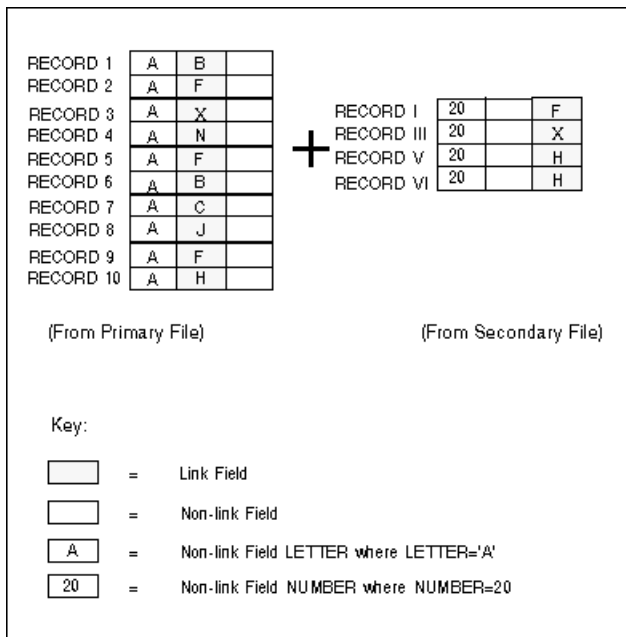 RECORD 1 A B
RECORD 2 A F
RECORD 3 A X
RECORD 4 A N
RECORD 5 A F
RECORD 6 A B
RECORD 7 A C
RECORD 8 A J
RECORD 9 A F
RECORD 10 A H
+
RECORD I 20 F
RECORD III 20 X
RECORD V 20 H
RECORD VI 20 H
(From Primary File)
(From Secondary File)
Key:
= Link Field
= Non-link Field
A = Non-link Field LETTER where LETTER='A'
20 = Non-link Field NUMBER where NUMBER=20